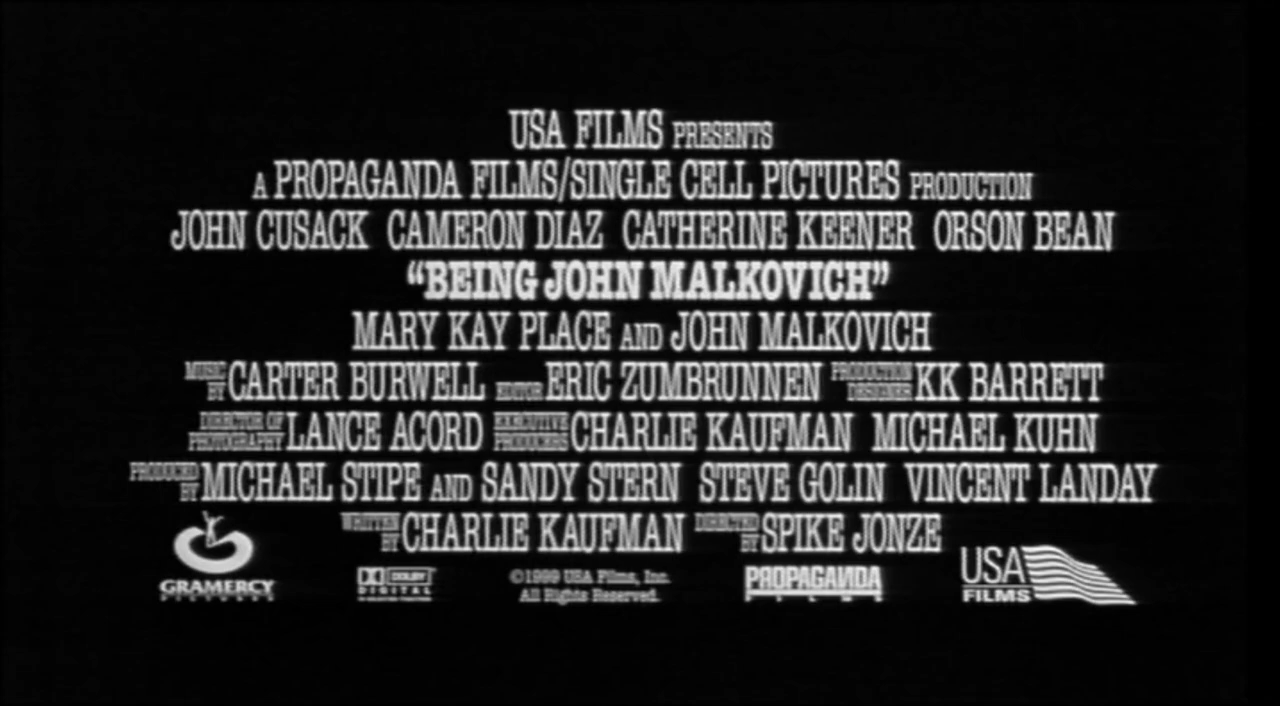 USA FILMS PRESENTS
A PROPAGANDA FILMS/SINGLE CELL PICTURES PRODUCTION
JOHN CUSACK CAMERON DIAZ CATHERINE KEENER ORSON BEAN
“BEING JOHN MALKOVICH”
MARY KAY PLACE AND JOHN MALKOVICH
MUSIC BY CARTER BURWELL EDITOR ERIC ZUMBRUNNEN PRODUCTION DESIGNER KK BARRETT
DIRECTOR OF PHOTOGRAPHY LANCE ACORD EXECUTIVE PRODUCERS CHARLIE KAUFMAN MICHAEL KUHN
PRODUCED BY MICHAEL STIPE AND SANDY STERN STEVE GOLIN VINCENT LANDAY
WRITTEN BY CHARLIE KAUFMAN DIRECTED BY SPIKE JONZE
GRAMERCY PICTURES
DOLBY DIGITAL
©1999 USA Films, Inc.
All Rights Reserved.
PROPAGANDA FILMS
USA FILMS